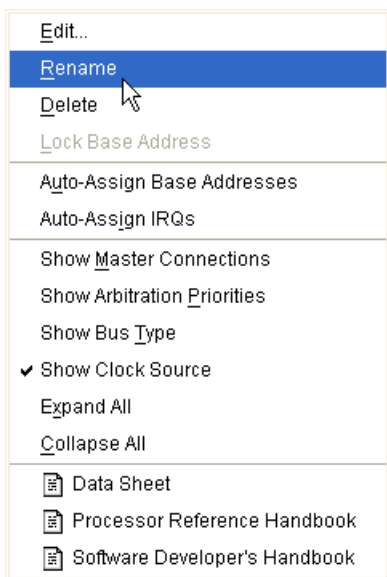 Edit...
Rename
Delete
Lock Base Address
Auto-Assign Base Addresses
Auto-Assign IRQs
Show Master Connections
Show Arbitration Priorities
Show Bus Type
Show Clock Source
Expand All
Collapse All
Data Sheet
Processor Reference Handbook
Software Developer's Handbook